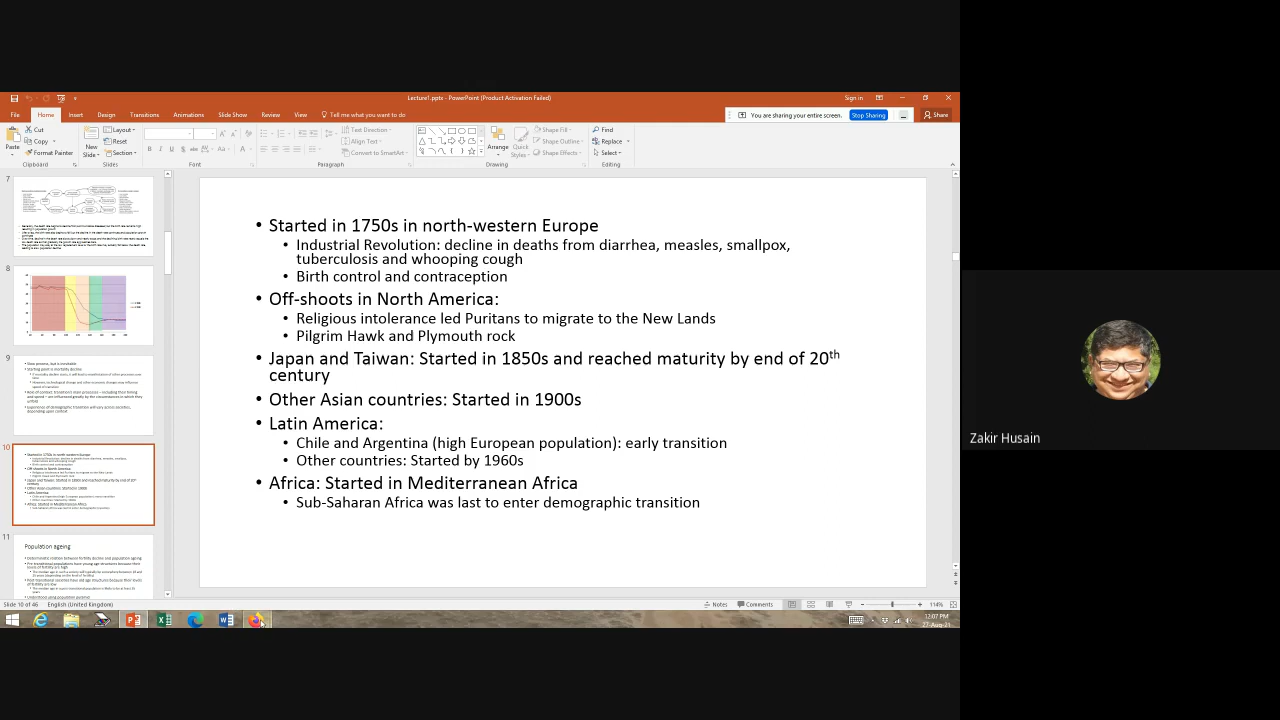 Lecture1.pptx - PowerPoint (Product Activation Failed)
Sign in
File Home Insert Design Transitions Animations Slide Show Review View Tell me what you want to do
You are sharing your entire screen. Stop Sharing
Share
Paste
Cut
Copy
Format Painter
Clipboard
New
Slide
Layout
Reset
Section
Slides
Font
Text Direction
Align Text
Convert to SmartArt
Paragraph
Arrange
Quick
Styles
Shape Fill
Shape Outline
Shape Effects
Drawing
Find
Replace
Select
Editing
7
8
9
10
11
Population ageing
• Started in 1750s in north-western Europe
• Industrial Revolution: decline in deaths from diarrhea, measles, smallpox,
tuberculosis and whooping cough
• Birth control and contraception
• Off-shoots in North America:
• Religious intolerance led Puritans to migrate to the New Lands
• Pilgrim Hawk and Plymouth rock
• Japan and Taiwan: Started in 1850s and reached maturity by end of 20th
century
• Other Asian countries: Started in 1900s
• Latin America:
• Chile and Argentina (high European population): early transition
• Other countries: Started by 1960s
• Africa: Started in Mediterranean Africa
• Sub-Saharan Africa was last to enter demographic transition
Slide 10 of 46 English (United Kingdom)
Notes Comments 114%
12:07 PM
27-Aug-21
Zakir Husain